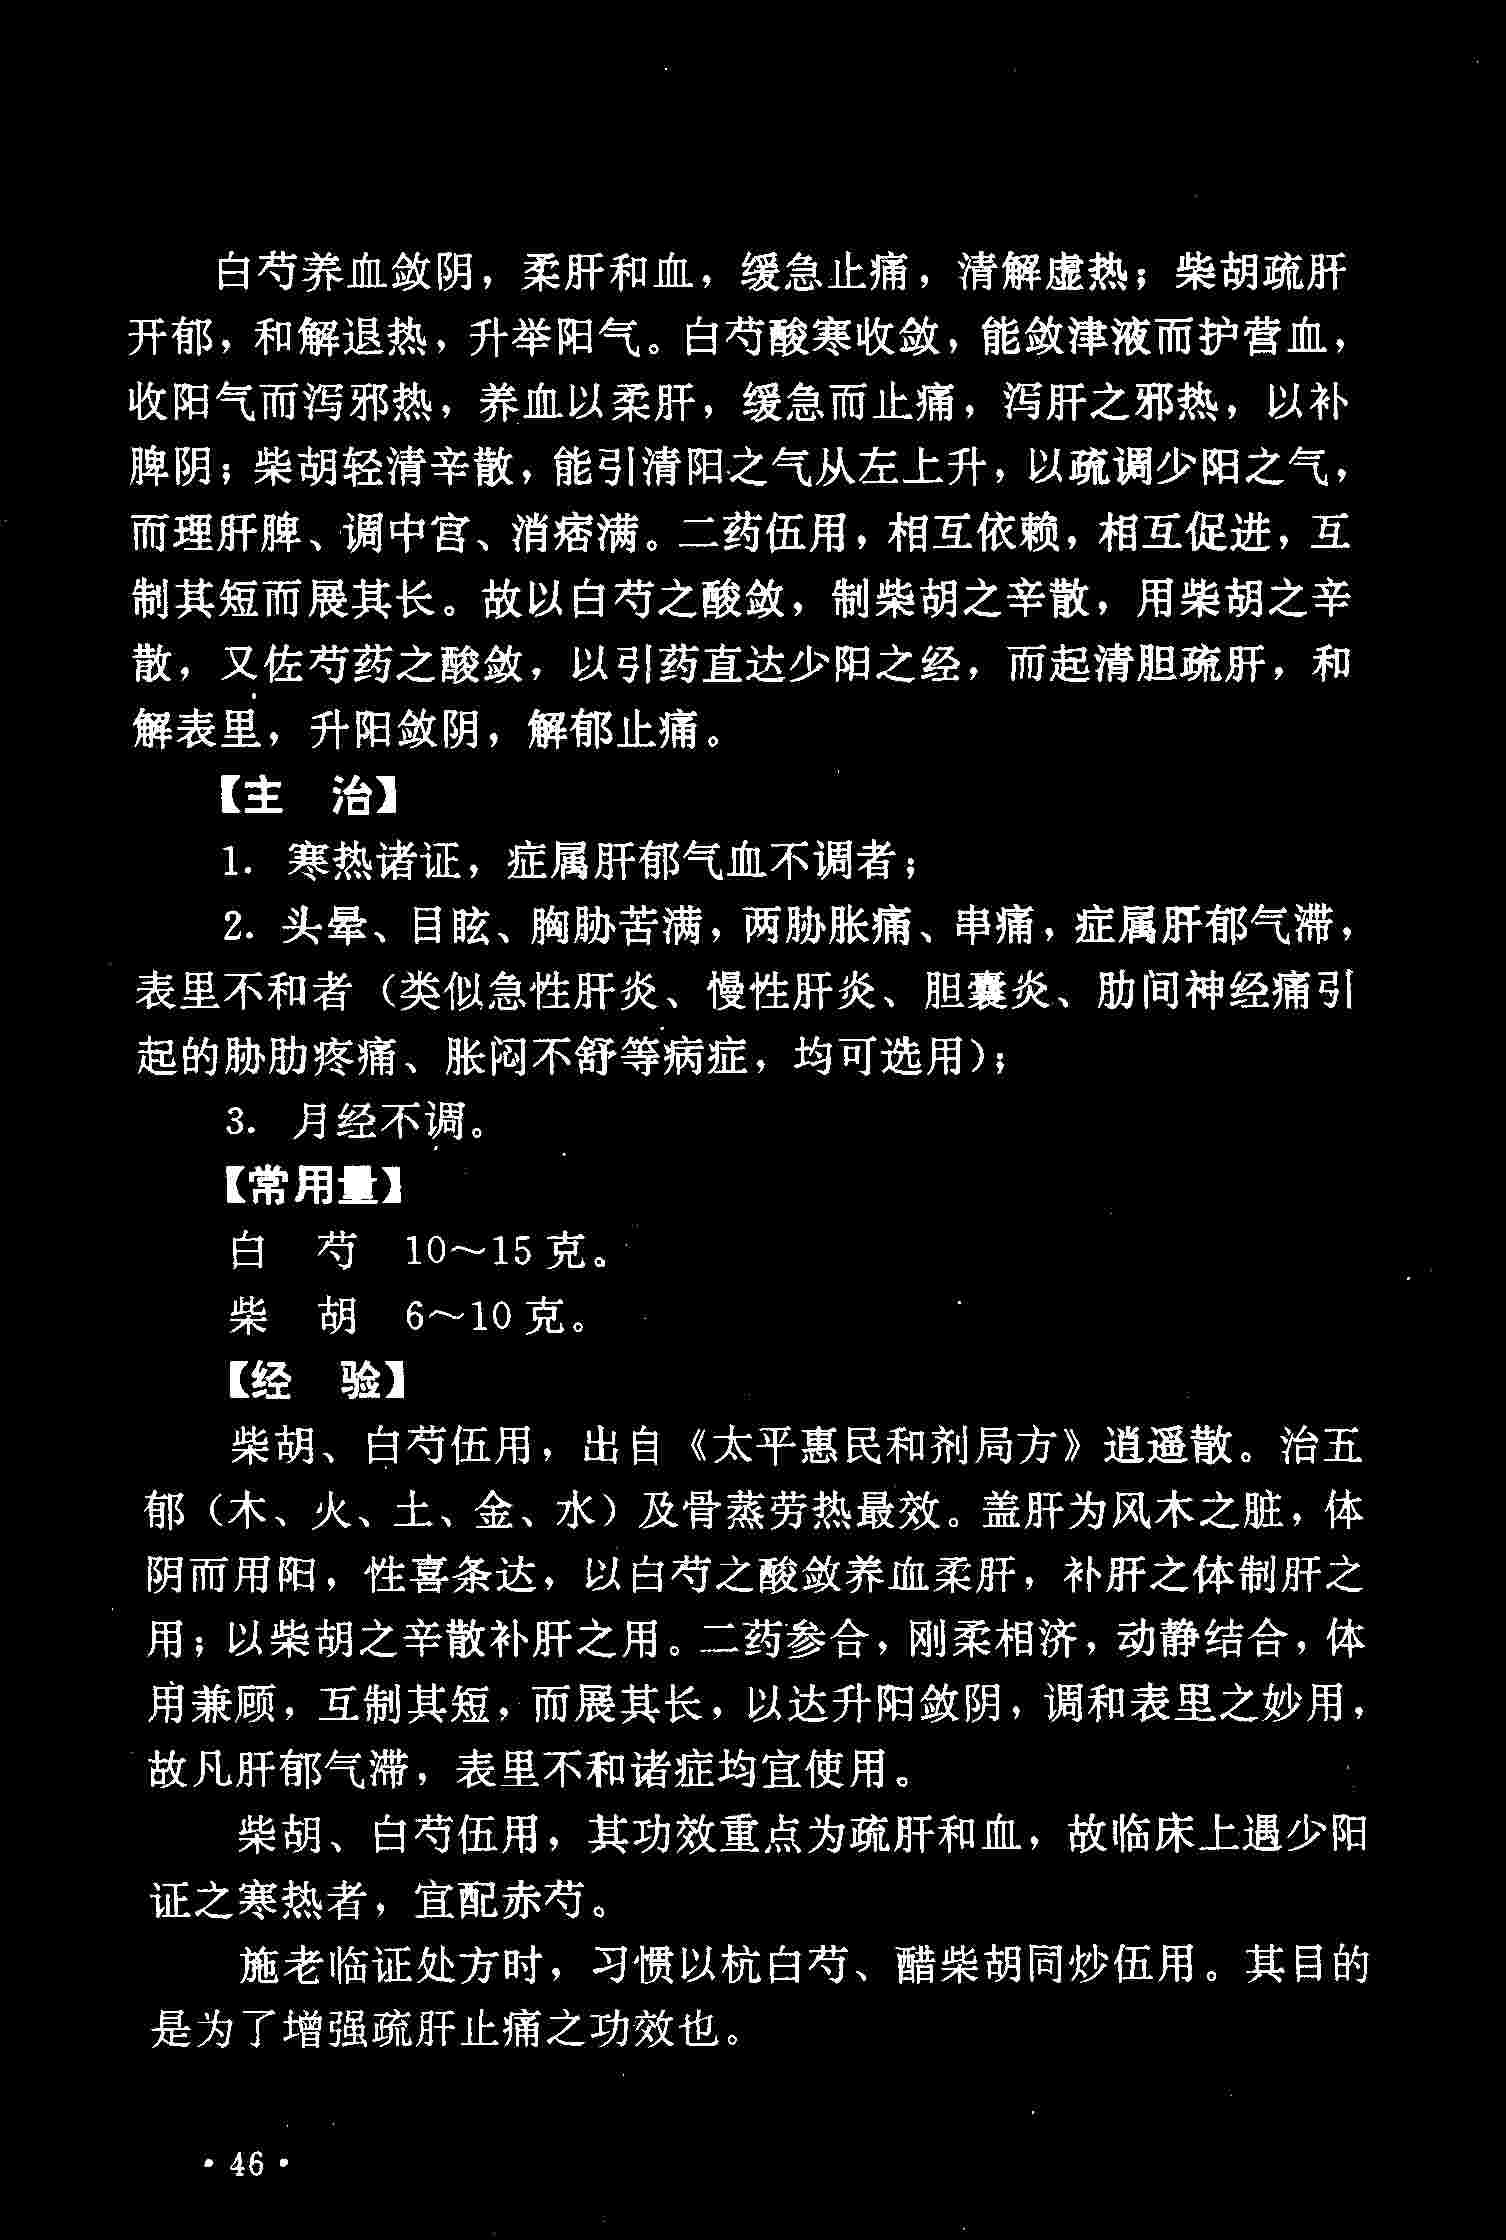 白芍养血敛阴，柔肝和血，缓急止痛，清解虚热；柴胡疏肝
开郁，和解退热，升举阳气。白芍酸寒收敛，能敛津液而护营血，
收阳气而泻邪热，养血以柔肝，缓急而止痛，泻肝之邪热，以补
脾阴；柴胡轻清辛散，能引清阳之气从左上升，以疏调少阳之气，
而理肝脾、调中宫、消痞满。二药伍用，相互依赖，相互促进，互
制其短而展其长。故以白芍之酸敛，制柴胡之辛散，用柴胡之辛
散，又佐芍药之酸敛，以引药直达少阳之经，而起清胆疏肝，和
解表里，升阳敛阴，解郁止痛。
【主　治】
1. 寒热诸证，症属肝郁气血不调者；
2. 头晕、目眩、胸胁苦满，两胁胀痛、串痛，症属肝郁气滞，
表里不和者（类似急性肝炎、慢性肝炎、胆囊炎、肋间神经痛引
起的胁肋疼痛、胀闷不舒等病症，均可选用）；
3. 月经不调。
【常用量】
白　芍　10～15 克。
柴　胡　6～10 克。
【经　验】
柴胡、白芍伍用，出自《太平惠民和剂局方》逍遥散。治五
郁（木、火、土、金、水）及骨蒸劳热最效。盖肝为风木之脏，体
阴而用阳，性喜条达，以白芍之酸敛养血柔肝，补肝之体制肝之
用；以柴胡之辛散补肝之用。二药参合，刚柔相济，动静结合，体
用兼顾，互制其短，而展其长，以达升阳敛阴，调和表里之妙用，
故凡肝郁气滞，表里不和诸症均宜使用。
柴胡、白芍伍用，其功效重点为疏肝和血，故临床上遇少阳
证之寒热者，宜配赤芍。
施老临证处方时，习惯以杭白芍、醋柴胡同炒伍用。其目的
是为了增强疏肝止痛之功效也。
· 46 ·